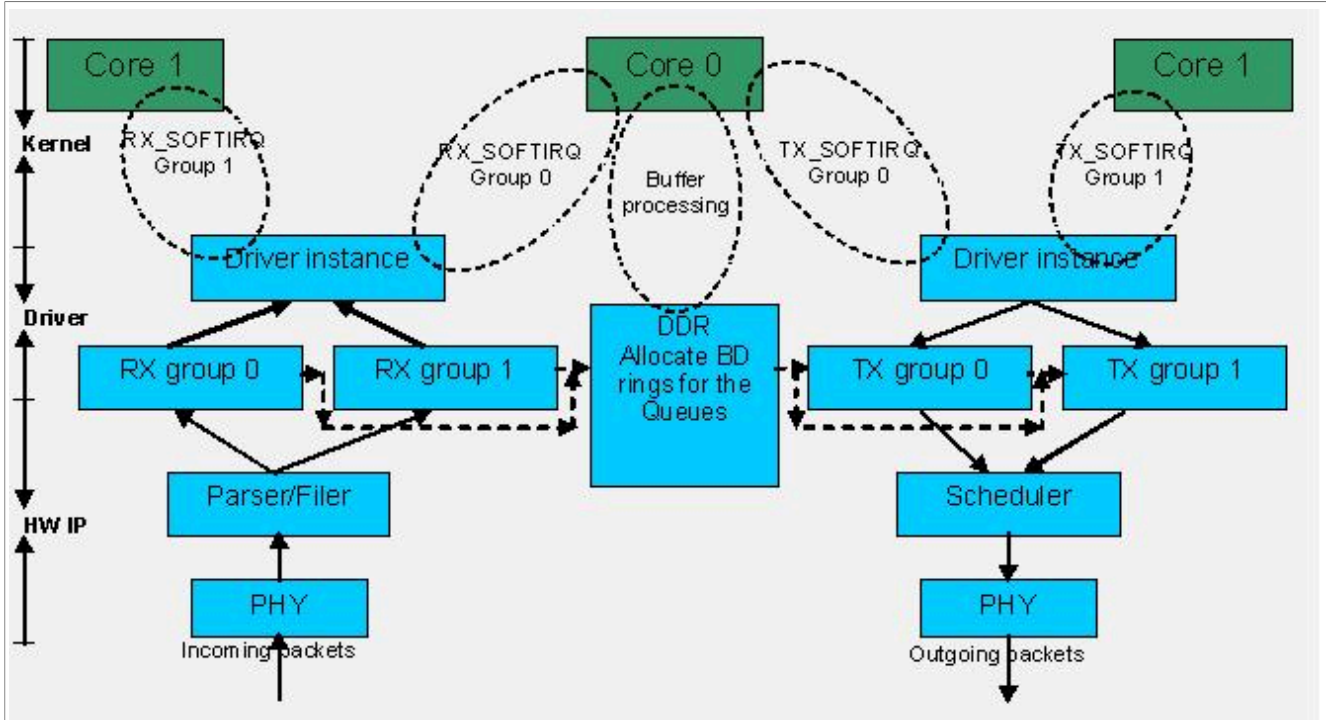 Core 1
Core 0
Core 1
Kernel
RX_SOFTIRQ
Group 1
RX_SOFTIRQ
Group 0
Buffer
processing
TX_SOFTIRQ
Group 0
TX_SOFTIRQ
Group 1
Driver instance
Driver instance
Driver
RX group 0
RX group 1
DDR
Allocate BD
rings for the
Queues
TX group 0
TX group 1
Parser/Filer
Scheduler
HW IP
PHY
PHY
Incoming packets
Outgoing packets